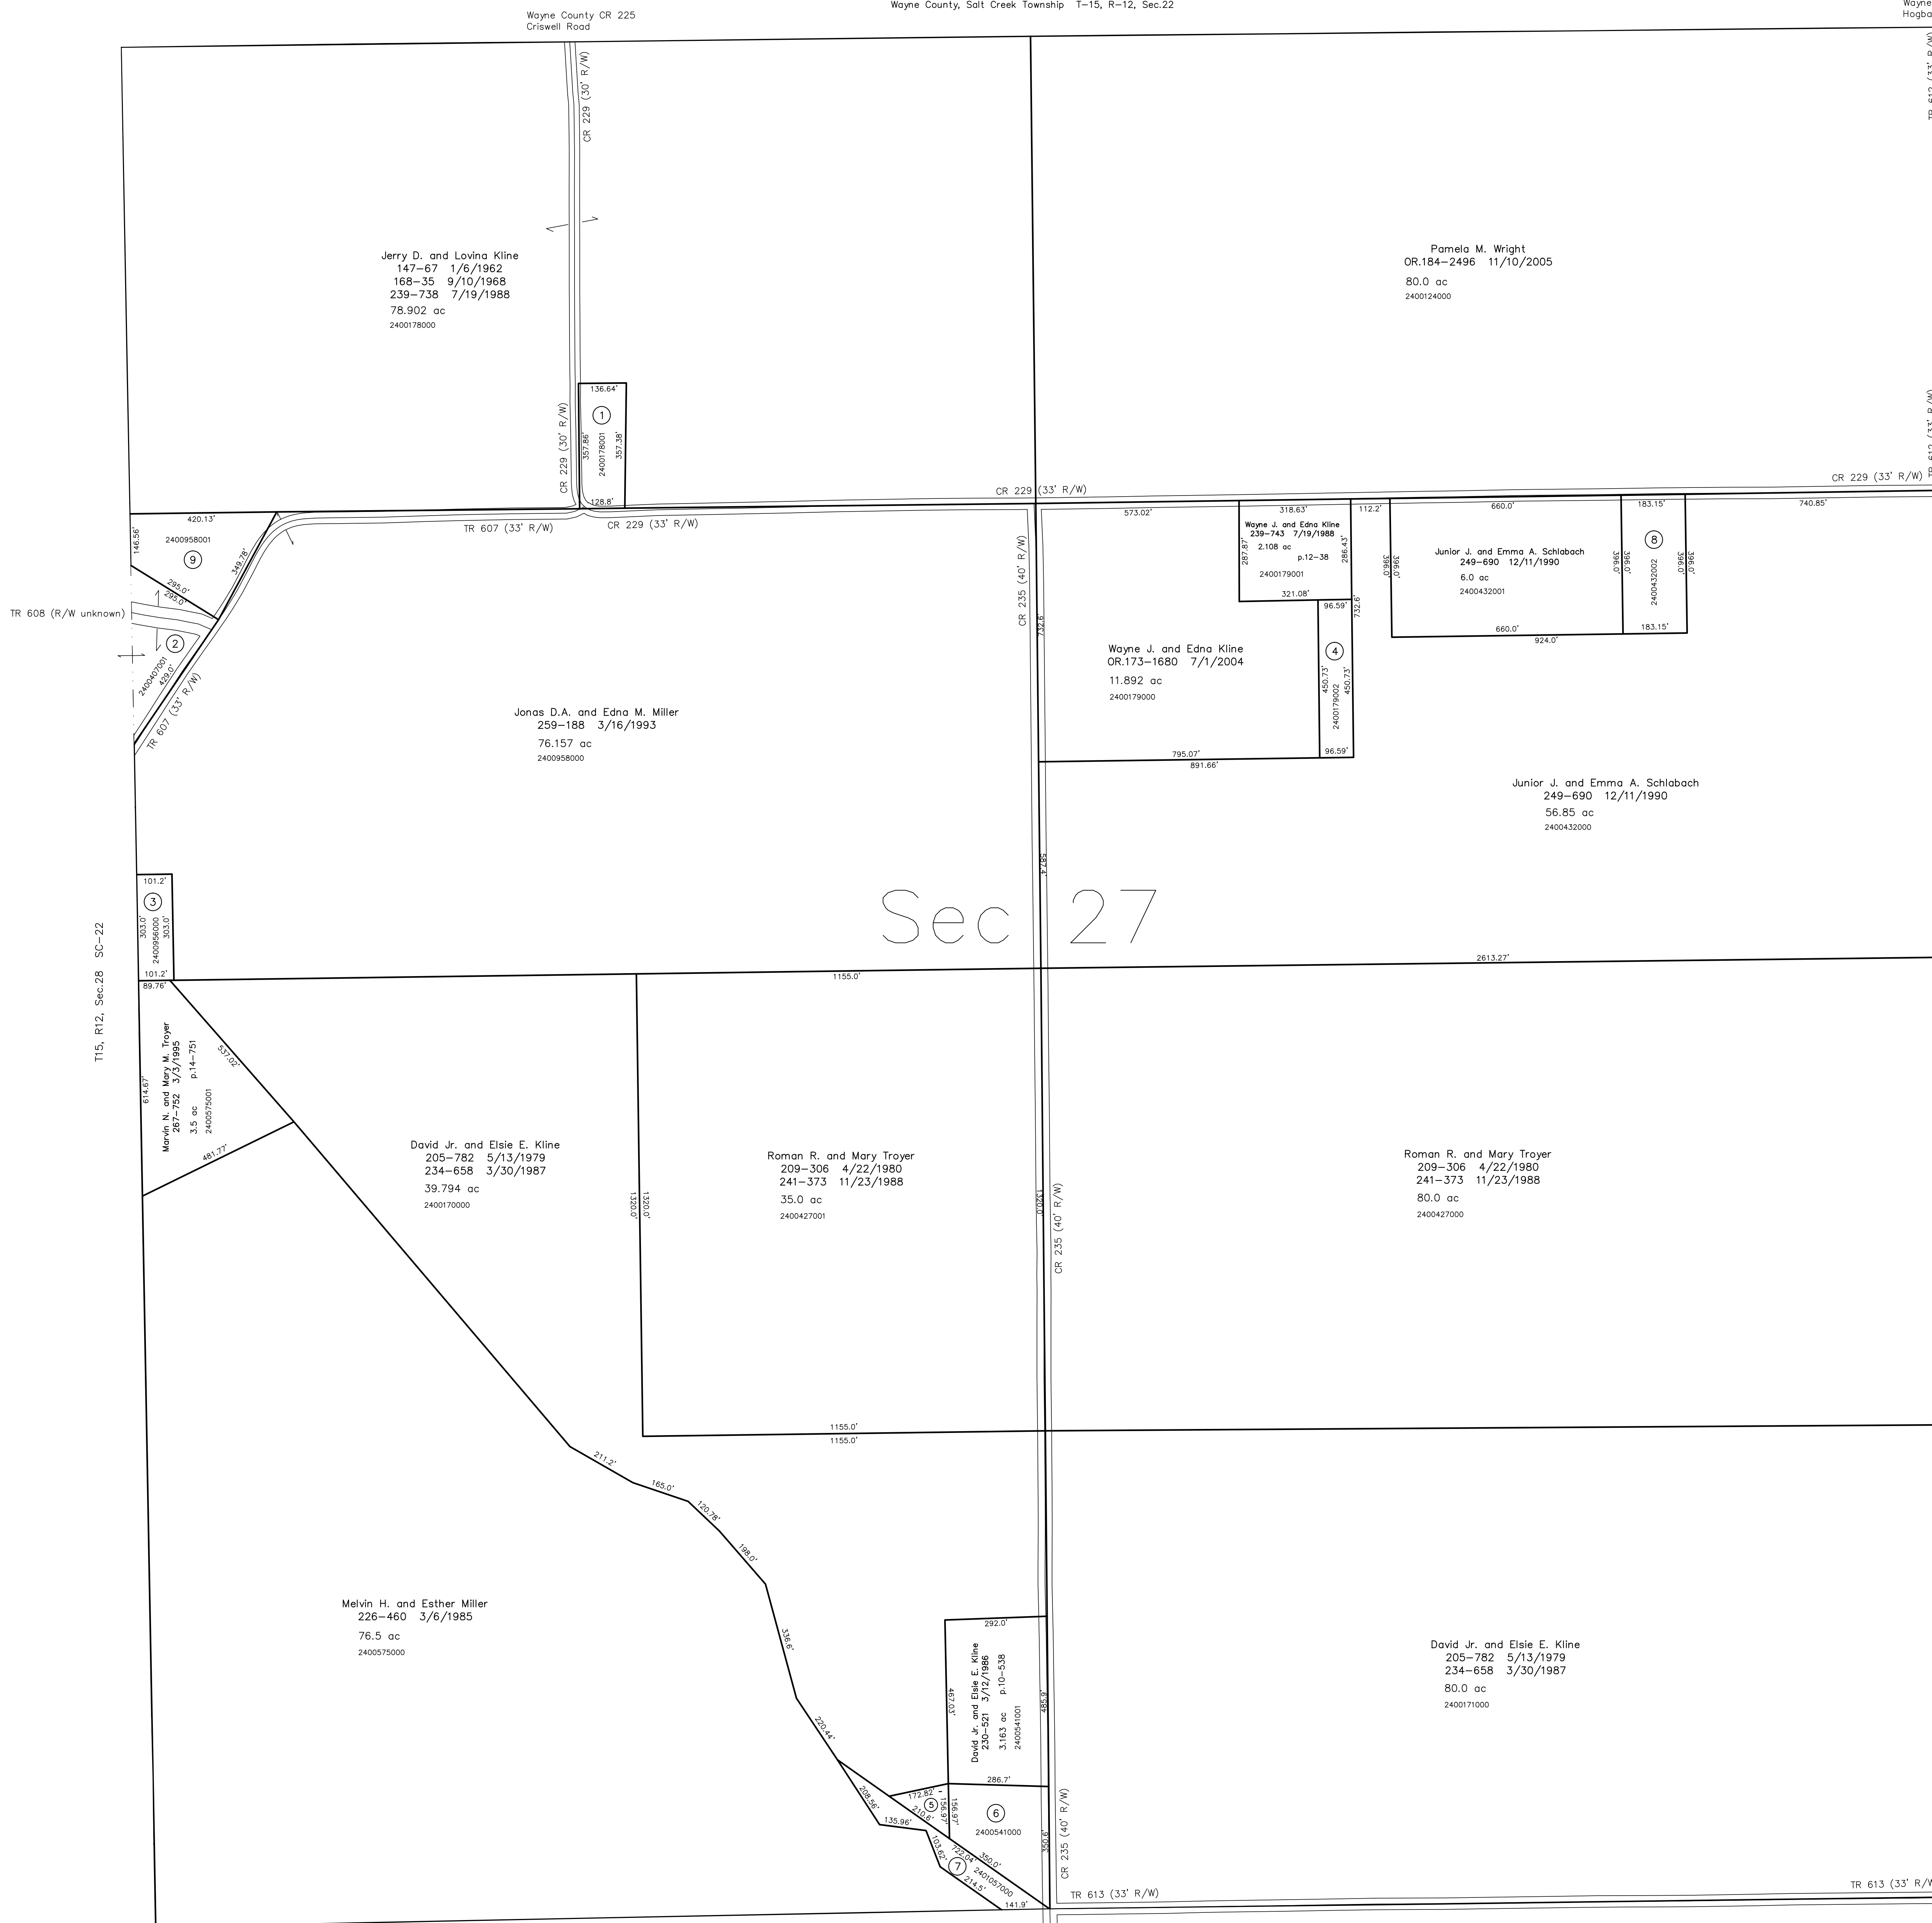 Wayne County, Salt Creek Township T-15, R-12, Sec.22
Wayne County CR 225
Criswell Road
Wayne
Hogba
CR 229 (30' R/W)
TR 612 (33' R/W)
Jerry D. and Lovina Kline
147-67 1/6/1962
168-35 9/10/1968
239-738 7/19/1988
78.902 ac
2400178000
Pamela M. Wright
OR.184-2496 11/10/2005
80.0 ac
2400124000
136.64'
1
357.86'
2400178001
357.38'
128.8'
CR 229 (30' R/W)
TR 612 (33' R/W)
CR 229 (33' R/W)
CR 229 (33' R/W)
420.13'
146.56'
2400958001
9
349.78'
295.0'
295.0'
TR 607 (33' R/W)
CR 229 (33' R/W)
TR 608 (R/W unknown)
2
2400407001
429.0'
TR 607 (33' R/W)
CR 235 (40' R/W)
573.02'
318.63'
112.2'
660.0'
183.15'
740.85'
Wayne J. and Edna Kline
239-743 7/19/1988
2.108 ac
p.12-38
2400179001
287.87'
286.43'
321.08'
396.0'
396.0'
Junior J. and Emma A. Schlabach
249-690 12/11/1990
6.0 ac
2400432001
396.0'
396.0'
8
2400432002
396.0'
396.0'
660.0'
183.15'
924.0'
732.6'
732.6'
96.59'
4
450.73'
2400179002
450.73'
96.59'
Wayne J. and Edna Kline
OR.173-1680 7/1/2004
11.892 ac
2400179000
795.07'
891.66'
Jonas D.A. and Edna M. Miller
259-188 3/16/1993
76.157 ac
2400958000
Junior J. and Emma A. Schlabach
249-690 12/11/1990
56.85 ac
2400432000
587.4'
Sec 27
101.2'
3
303.0'
2400956000
303.0'
101.2'
T15, R12, Sec.28 SC-22
89.76'
1155.0'
2613.27'
Marvin N. and Mary M. Troyer
267-752 3/3/1995
3.5 ac p.14-751
2400575001
614.67'
537.02'
481.77'
David Jr. and Elsie E. Kline
205-782 5/13/1979
234-658 3/30/1987
39.794 ac
2400170000
1320.0'
1320.0'
Roman R. and Mary Troyer
209-306 4/22/1980
241-373 11/23/1988
35.0 ac
2400427001
1320.0'
CR 235 (40' R/W)
Roman R. and Mary Troyer
209-306 4/22/1980
241-373 11/23/1988
80.0 ac
2400427000
1155.0'
1155.0'
211.2'
165.0'
120.78'
198.0'
336.6'
220.44'
Melvin H. and Esther Miller
226-460 3/6/1985
76.5 ac
2400575000
292.0'
David Jr. and Elsie E. Kline
230-521 3/12/1986
3.163 ac p.10-538
2400541001
467.03'
485.9'
286.7'
David Jr. and Elsie E. Kline
205-782 5/13/1979
234-658 3/30/1987
80.0 ac
2400171000
172.82'
5
156.97'
156.97'
210.6'
6
2400541000
350.6'
208.56'
135.96'
103.62'
722.04'
350.0'
7
2401057000
214.5'
141.9'
CR 235 (40' R/W)
TR 613 (33' R/W)
TR 613 (33' R/W